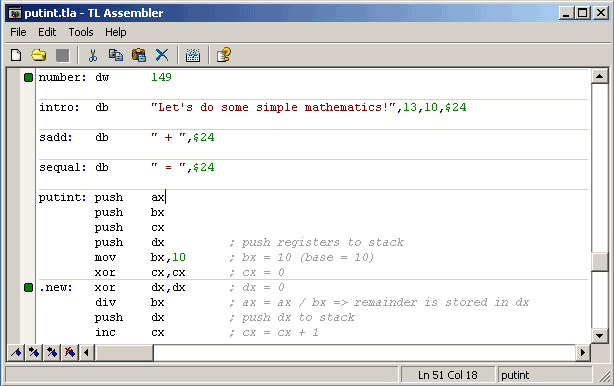 putint.tla - TL Assembler
File Edit Tools Help
number: dw 149
intro: db "Let's do some simple mathematics!",13,10,$24
sadd: db " + ",$24
sequal: db " = ",$24
putint: push ax
push bx
push cx
push dx ; push registers to stack
mov bx,10 ; bx = 10 (base = 10)
xor cx,cx ; cx = 0
.new: xor dx,dx ; dx = 0
div bx ; ax = ax / bx => remainder is stored in dx
push dx ; push dx to stack
inc cx ; cx = cx + 1
Ln 51 Col 18 putint